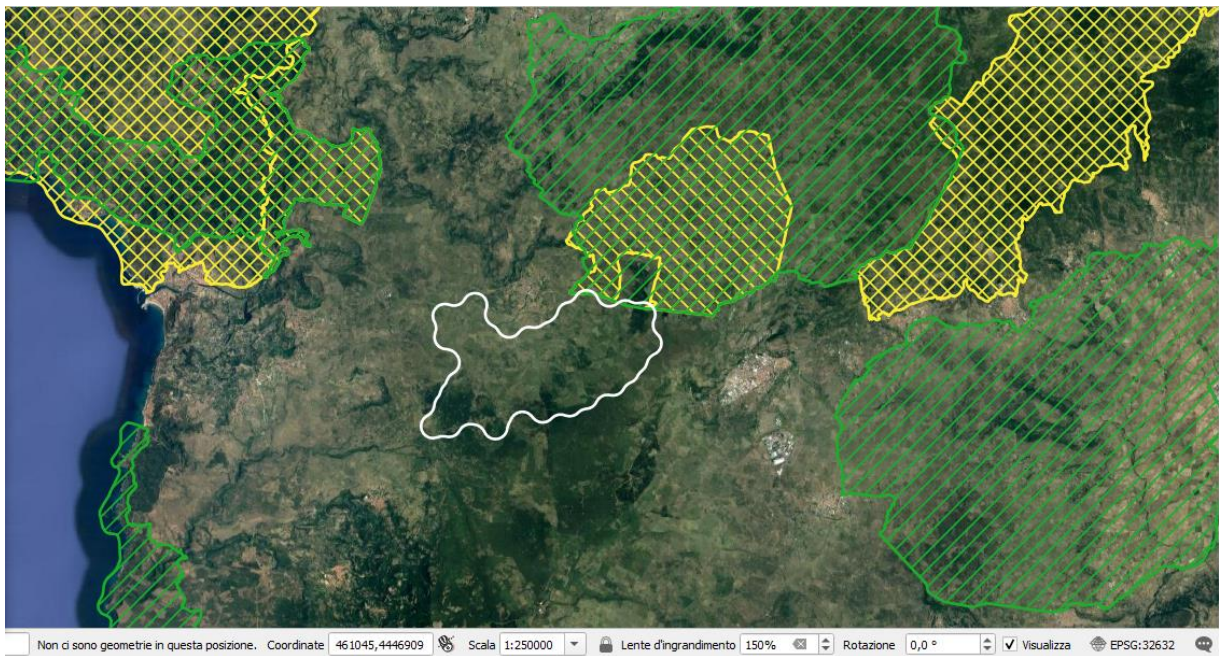 Non ci sono geometrie in questa posizione. Coordinate 461045,4446909 Scala 1:250000 Lente d'ingrandimento 150% Rotazione 0,0 ° Visualizza EPSG:32632